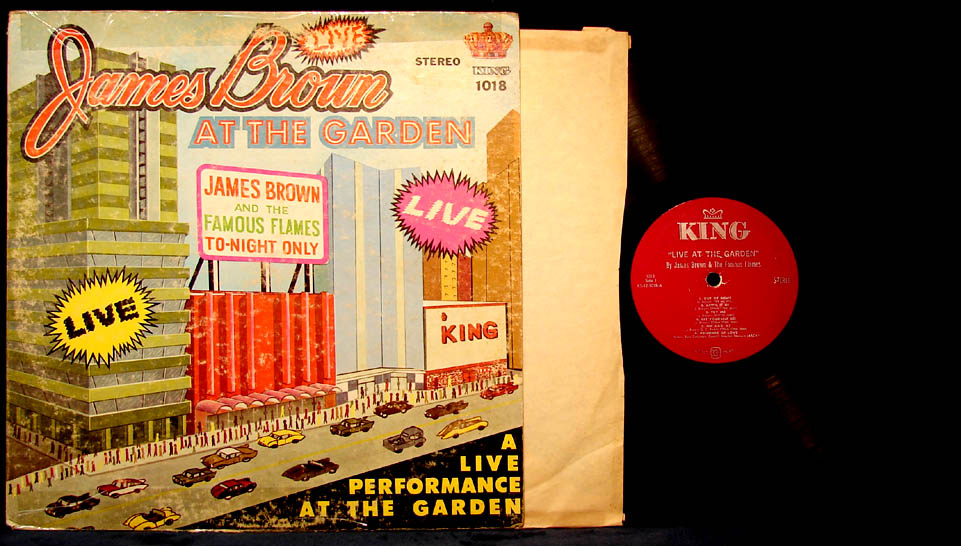 LIVE
James Brown
AT THE GARDEN
STEREO
KING
1018
JAMES BROWN
AND THE
FAMOUS FLAMES
TO-NIGHT ONLY
LIVE
LIVE
'KING
A
LIVE
PERFORMANCE
AT THE GARDEN
KING
"LIVE AT THE GARDEN"
By James Brown & The Famous Flames
STEREO